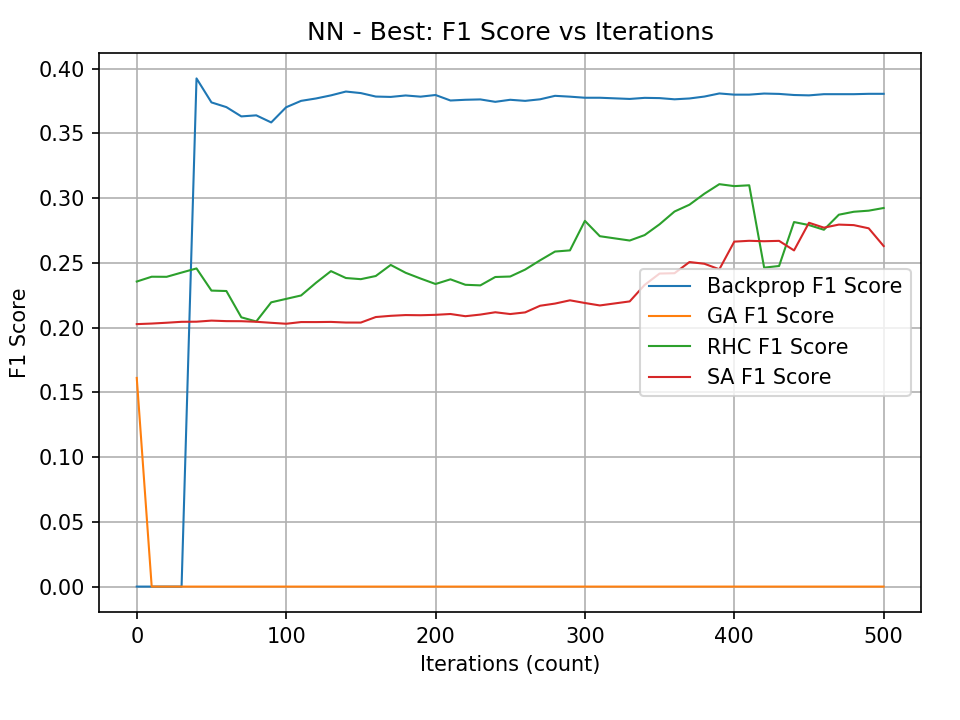 NN - Best: F1 Score vs Iterations
F1 Score
0.40
0.35
0.30
0.25
0.20
0.15
0.10
0.05
0.00
Backprop F1 Score
GA F1 Score
RHC F1 Score
SA F1 Score
0 100 200 300 400 500
Iterations (count)